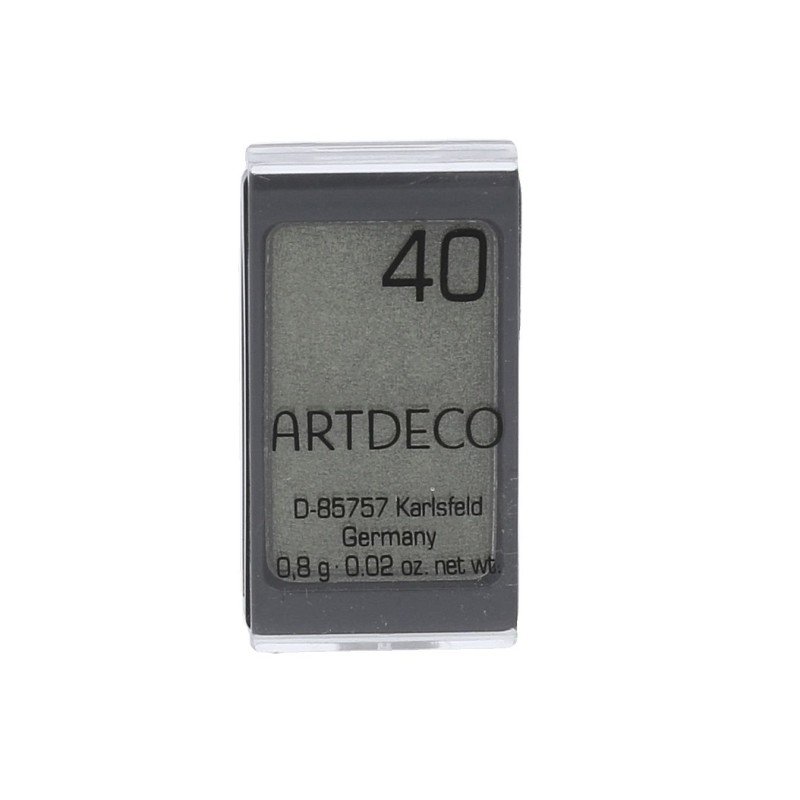 40
ARTDECO
D-85757 Karlsfeld
Germany
0,8 g · 0.02 oz. net wt.